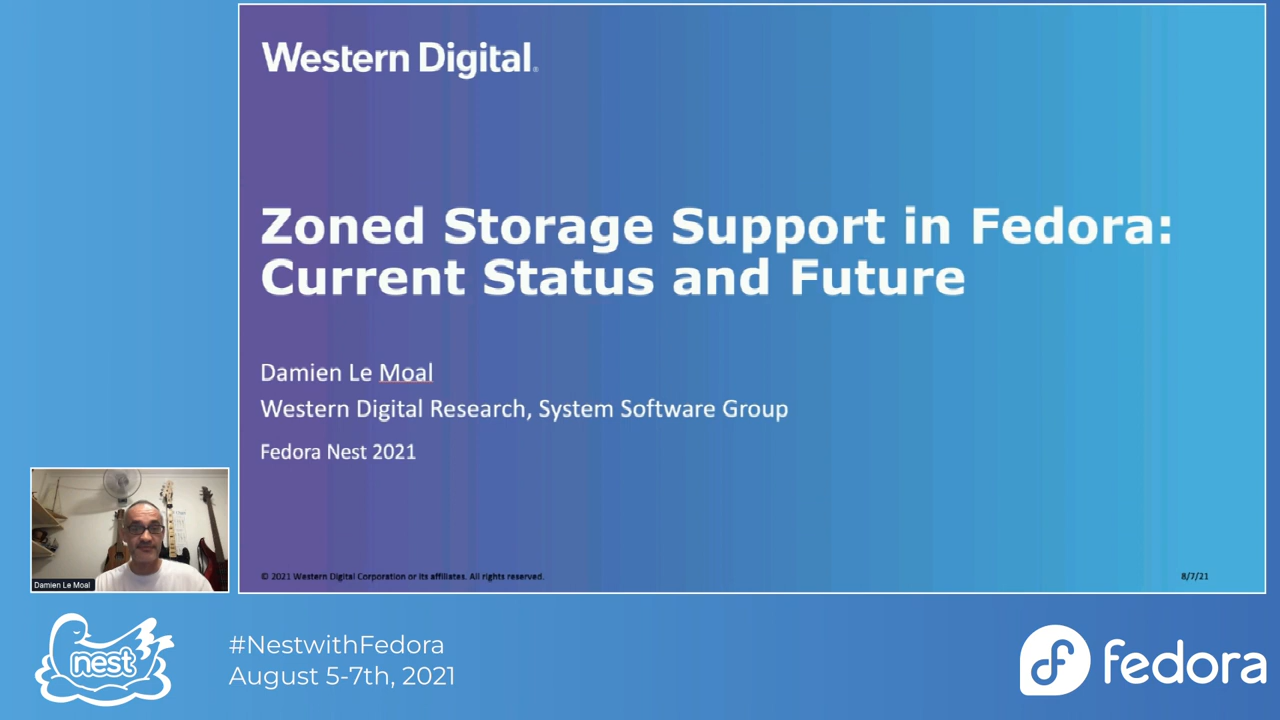 Western Digital.
Zoned Storage Support in Fedora:
Current Status and Future
Damien Le Moal
Western Digital Research, System Software Group
Fedora Nest 2021
© 2021 Western Digital Corporation or its affiliates. All rights reserved.
8/7/21
Damien Le Moal
nest
#NestwithFedora
August 5-7th, 2021
fedora